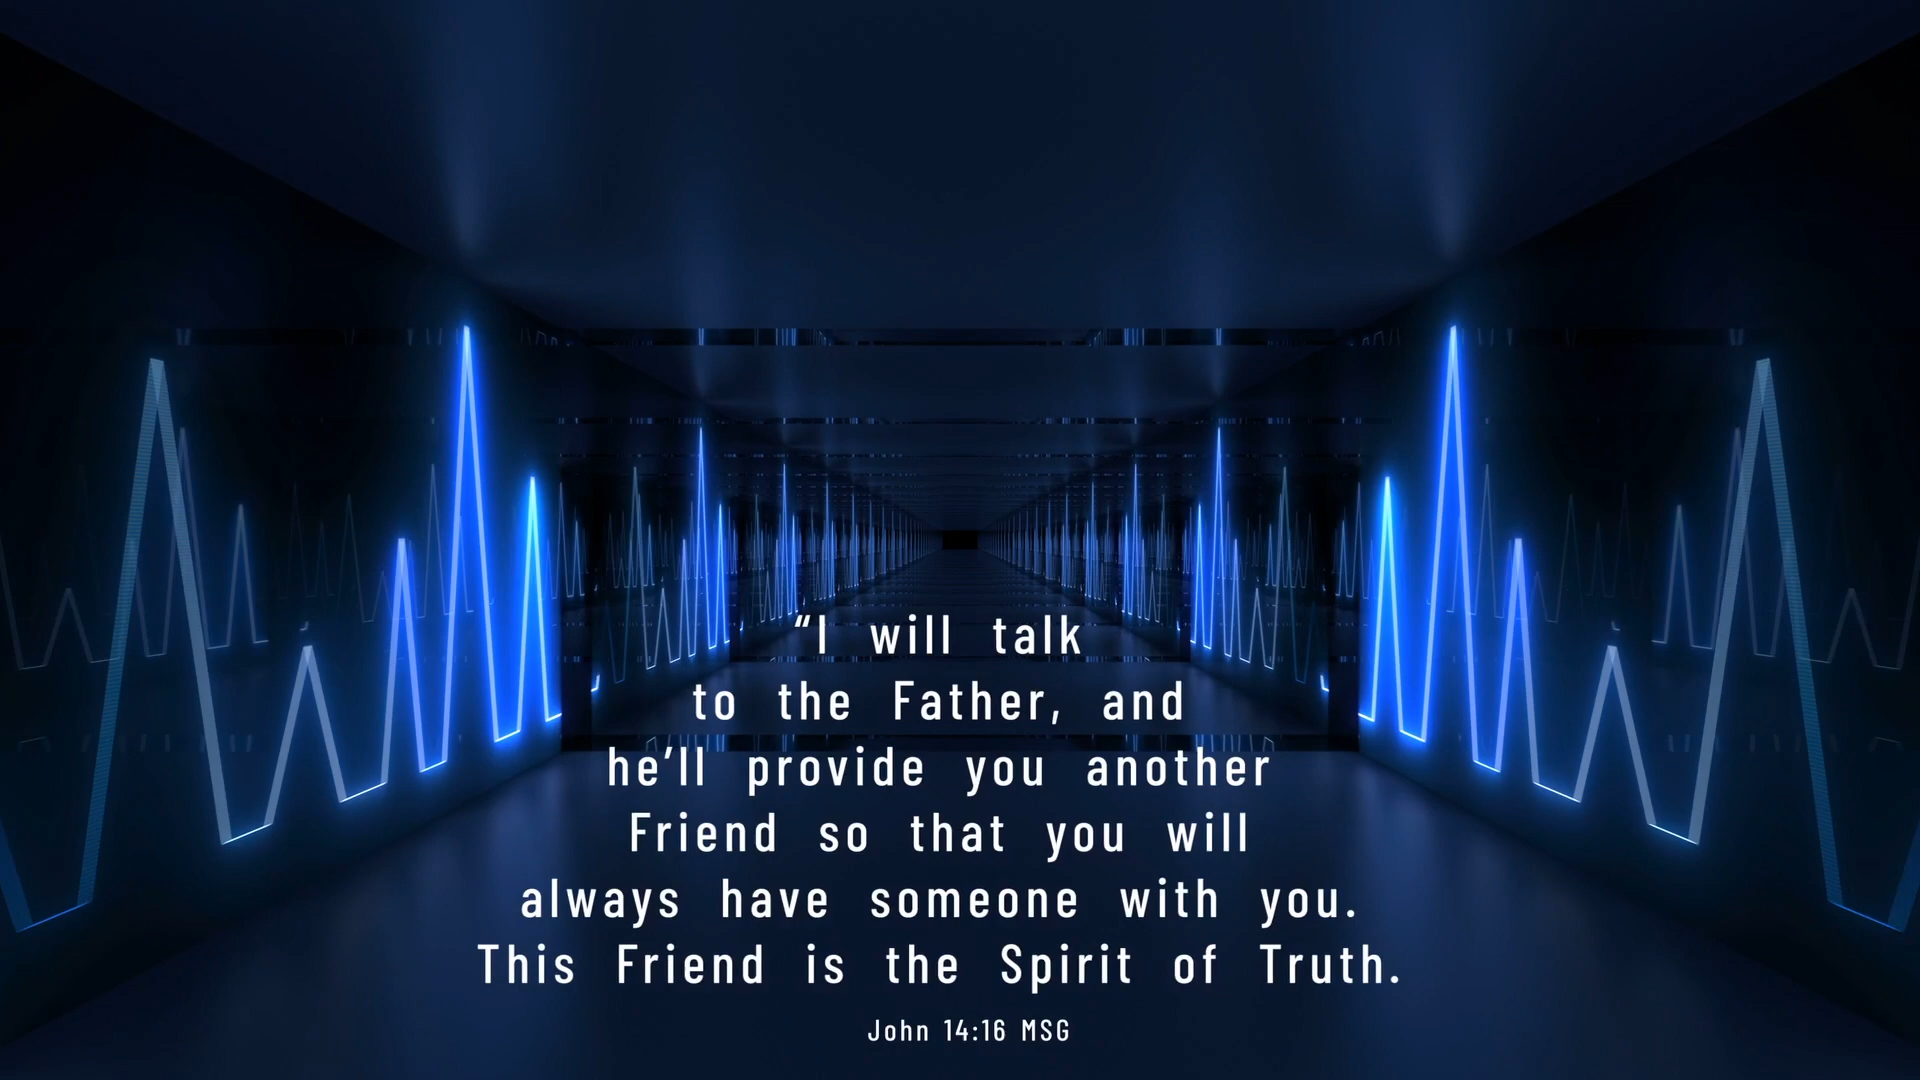 “I will talk
to the Father, and
he’ll provide you another
Friend so that you will
always have someone with you.
This Friend is the Spirit of Truth.
John 14:16 MSG